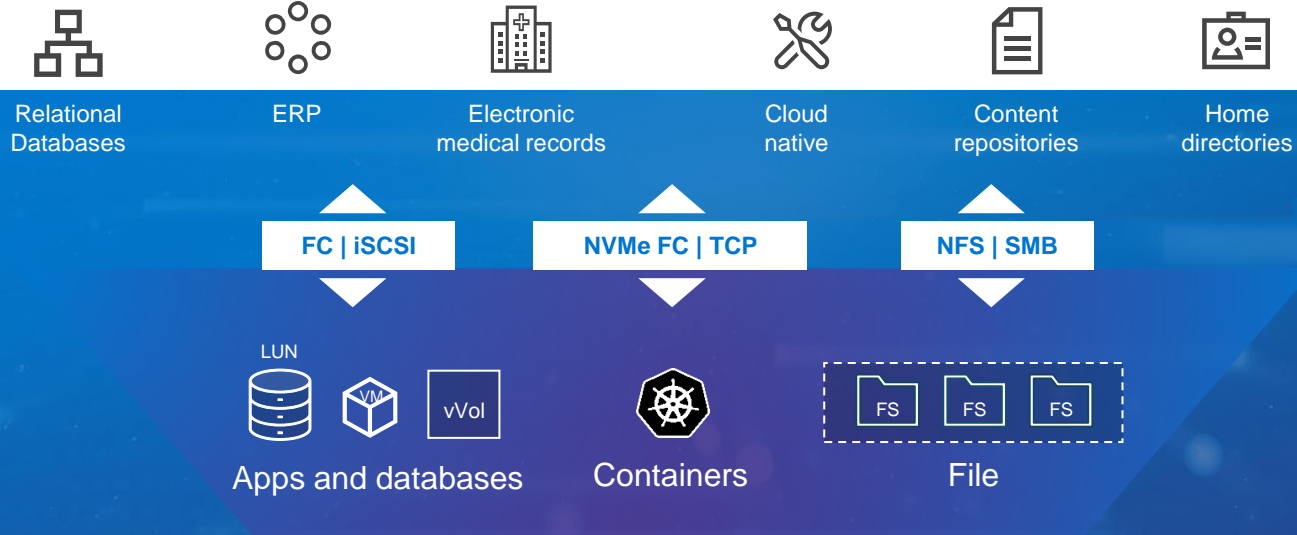 Relational
Databases
ERP
Electronic
medical records
Cloud
native
Content
repositories
Home
directories
FC | iSCSI
NVMe FC | TCP
NFS | SMB
LUN
VM
vVol
FS
FS
FS
Apps and databases
Containers
File